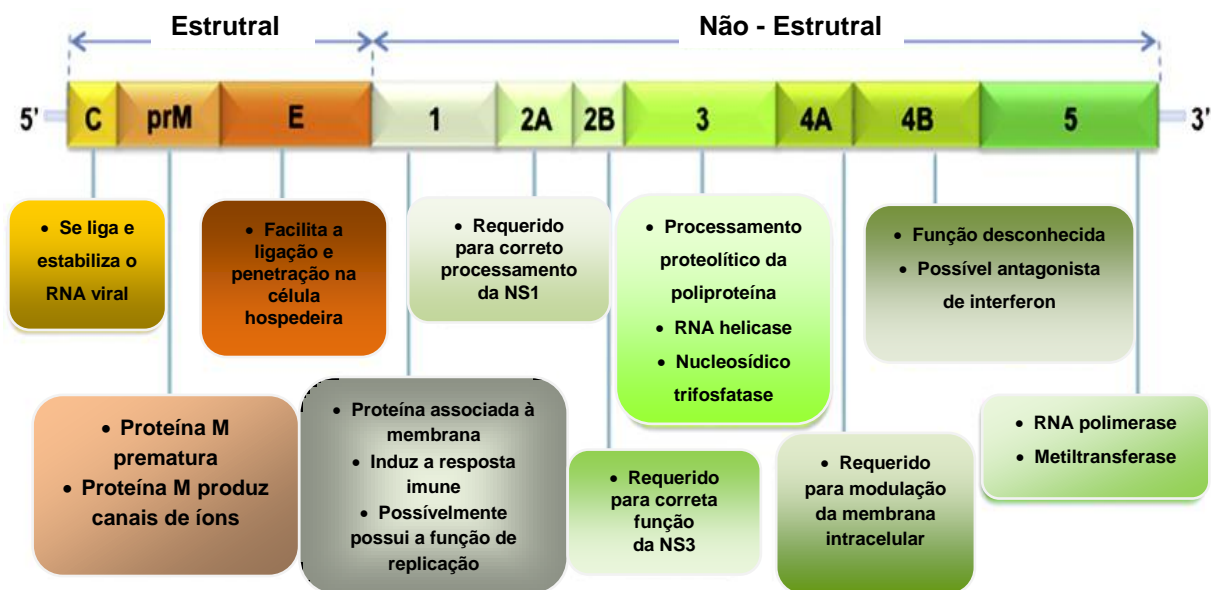 Estrutral
Não - Estrutral
5’
C
prM
E
1
2A
2B
3
4A
4B
5
3’
• Se liga e
estabiliza o
RNA viral
• Facilita a
ligação e
penetração na
célula
hospedeira
• Requerido
para correto
processamento
da NS1
• Processamento
proteolítico da
poliproteína
• RNA helicase
• Nucleosídico
trifosfatase
• Função desconhecida
• Possível antagonista
de interferon
• Proteína M
prematura
• Proteína M produz
canais de íons
• Proteína associada à
membrana
• Induz a resposta
imune
• Possívelmente
possui a função de
replicação
• Requerido
para correta
função
da NS3
• Requerido
para modulação
da membrana
intracelular
• RNA polimerase
• Metiltransferase